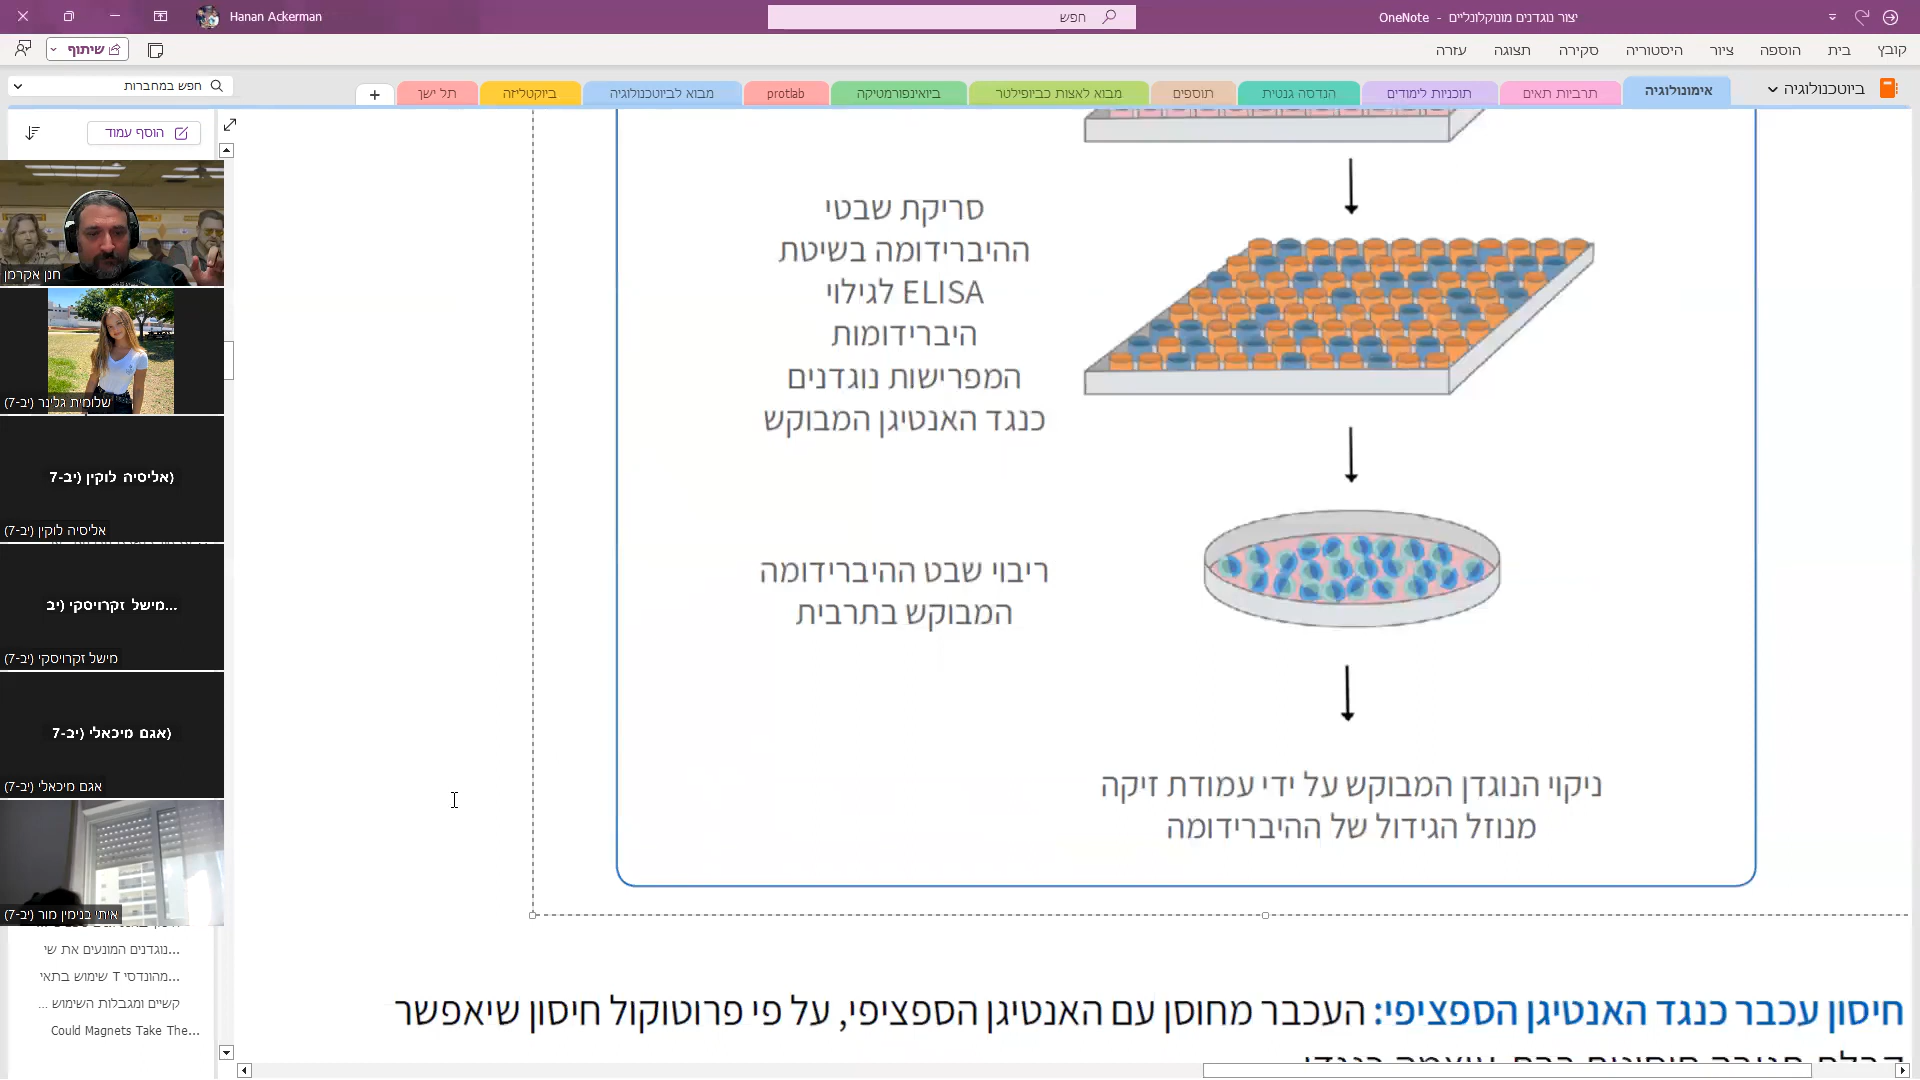 Hanan Ackerman
חפש
יצור נוגדנים מונוקלונליים - OneNote
קובץ
בית
הוספה
ציור
היסטוריה
סקירה
תצוגה
עזרה
שיתוף
ביוטכנולוגיה
אימונולוגיה
תרביות תאים
תוכניות לימודים
הנדסה גנטית
תוספים
מבוא לאצות כביופילטר
ביואינפורמטיקה
protlab
מבוא לביוטכנולוגיה
ביוקטליזה
תל ישן
+
חפש במחברות
הוסף עמוד
חנן אקרמן
שלומית גלינר (יב-7)
אליסיה לוקין (יב-7)
אליסיה לוקין (יב-7)
מישל זקרויסקי (יב...
מישל זקרויסקי (יב-7)
אגם מיכאלי (יב-7)
אגם מיכאלי (יב-7)
איתי בנימין מור (יב-7)
נוגדנים המונעים את שי...
שימוש בתאי T מהונדסי...
קשיים ומגבלות השימוש ...
Could Magnets Take The...
סריקת שבטי
ההיברידומה בשיטת
ELISA לגילוי
היברידומות
המפרישות נוגדנים
כנגד האנטיגן המבוקש
ריבוי שבט ההיברידומה
המבוקש בתרבית
ניקוי הנוגדן המבוקש על ידי עמודת זיקה
מנוזל הגידול של ההיברידומה
חיסון עכבר כנגד האנטיגן הספציפי: העכבר מחוסן עם האנטיגן הספציפי, על פי פרוטוקול חיסון שיאפשר